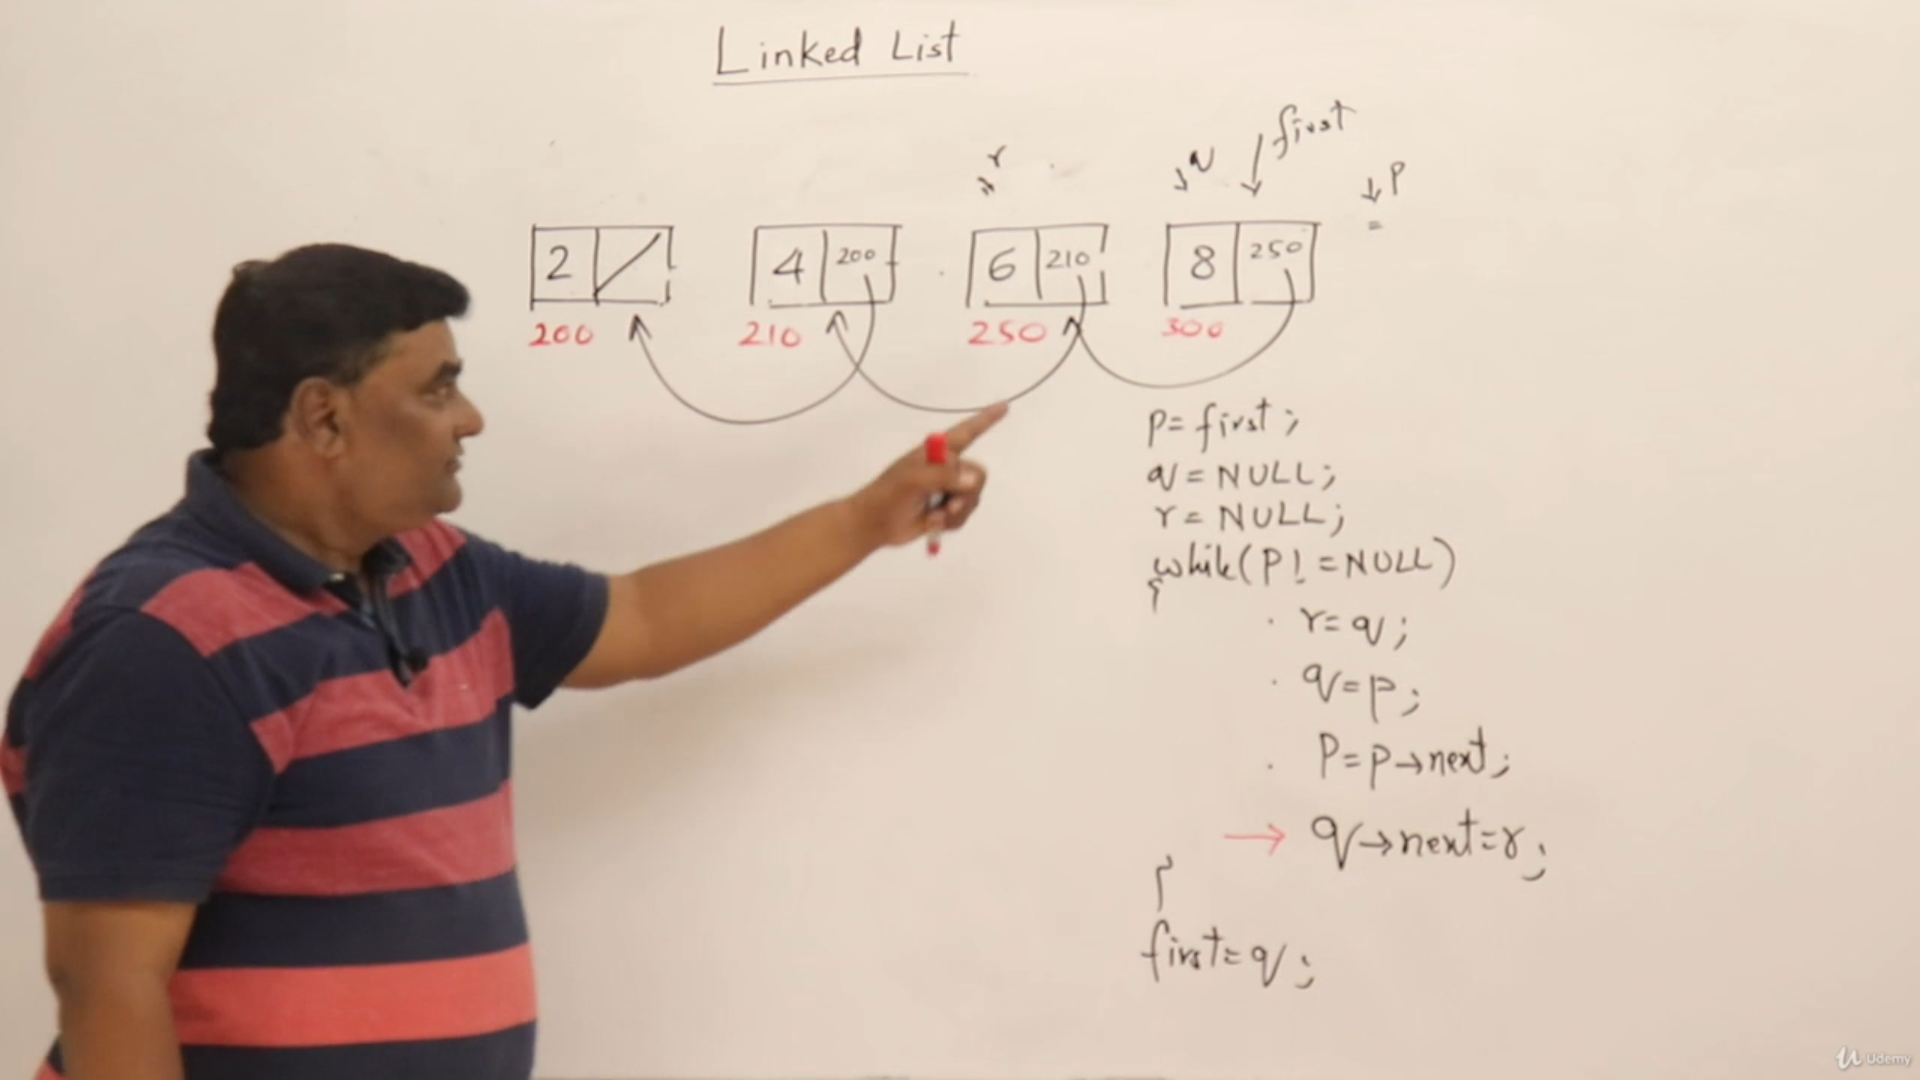 Linked List
r q first p
2 4 200 6 210 8 250
200 210 250 300
p= first;
q=NULL;
r=NULL;
while(P!=NULL)
{
r=q;
q=p;
P=p→next;
→ q→next=r;
}
first=q;
Udemy